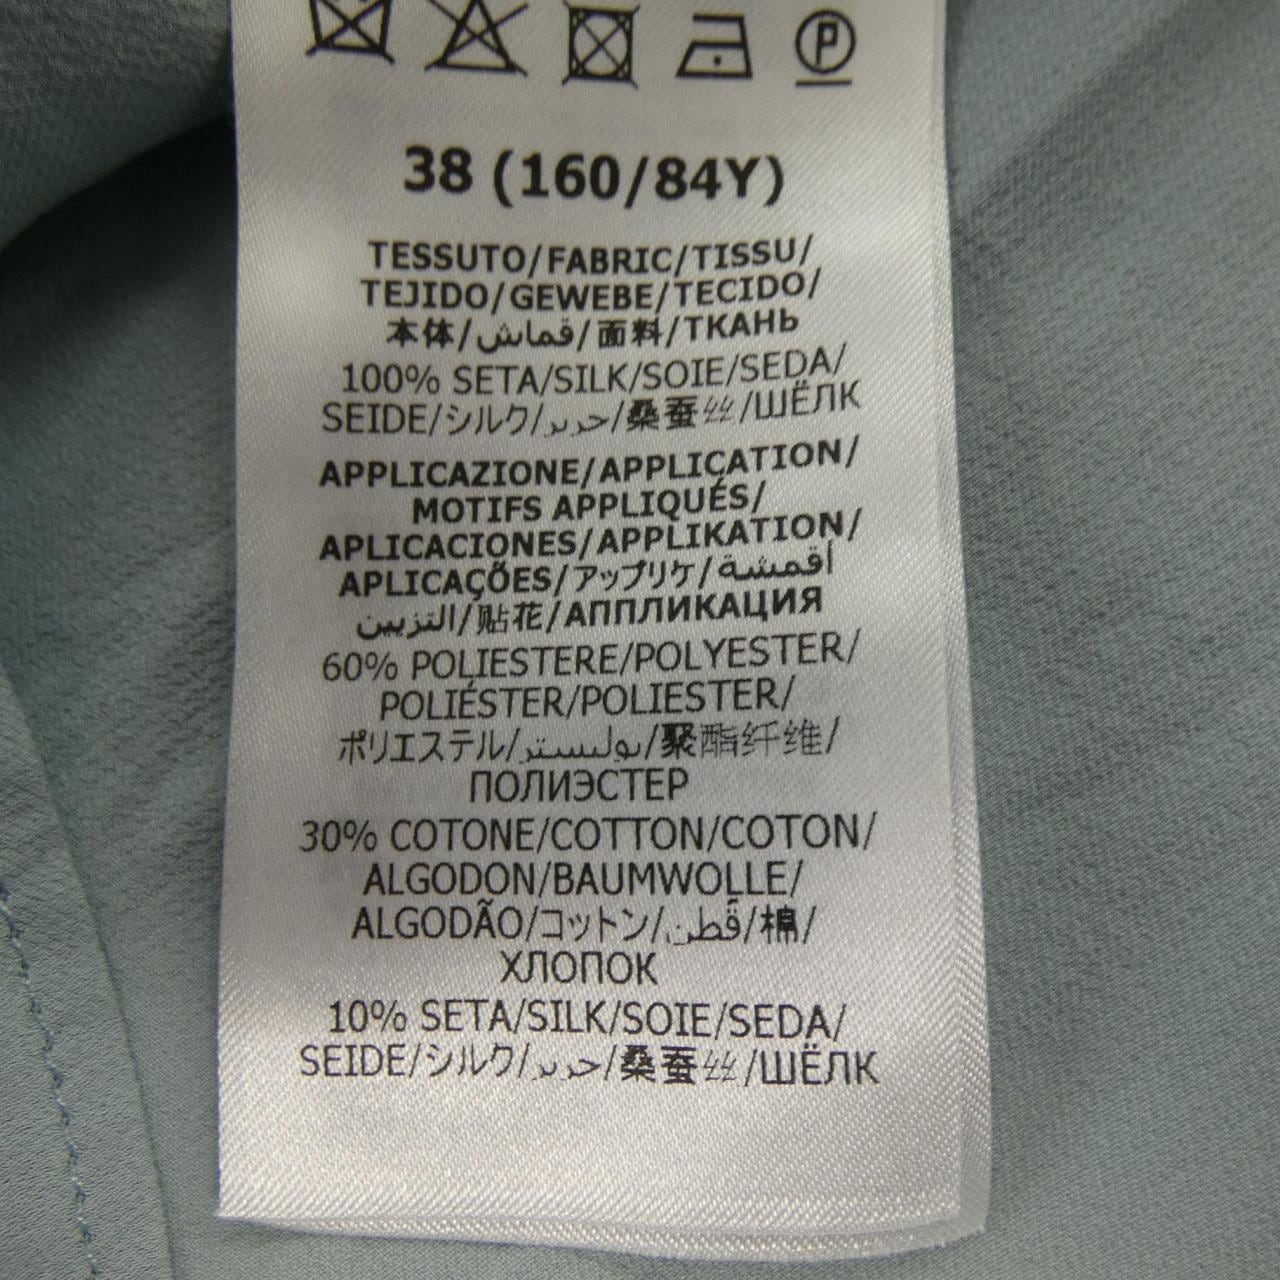 P
38 (160/84Y)
TESSUTO/FABRIC/TISSU/
TEJIDO/GEWEBE/TECIDO/
本体/قماش/面料/ТКАНЬ
100% SETA/SILK/SOIE/SEDA/
SEIDE/シルク/حرير/桑蚕丝/ШЁЛК
APPLICAZIONE/APPLICATION/
MOTIFS APPLIQUÉS/
APLICACIONES/APPLIKATION/
APLICAÇÕES/アップリケ/أقمشة
التزيين/贴花/АППЛИКАЦИЯ
60% POLIESTERE/POLYESTER/
POLIÉSTER/POLIESTER/
ポリエステル/بوليستر/聚酯纤维/
ПОЛИЭСТЕР
30% COTONE/COTTON/COTON/
ALGODON/BAUMWOLLE/
ALGODÃO/コットン/قطن/棉/
ХЛОПОК
10% SETA/SILK/SOIE/SEDA/
SEIDE/シルク/حرير/桑蚕丝/ШЁЛК